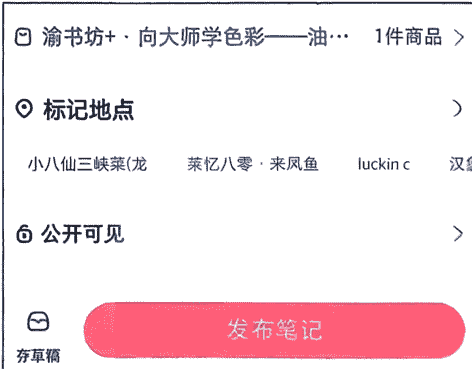 渝书坊+·向大师学色彩——油… 1件商品
标记地点
小八仙三峡菜(龙 莱忆八零·来凤鱼 luckin c 汉
公开可见
发布笔记
存草稿